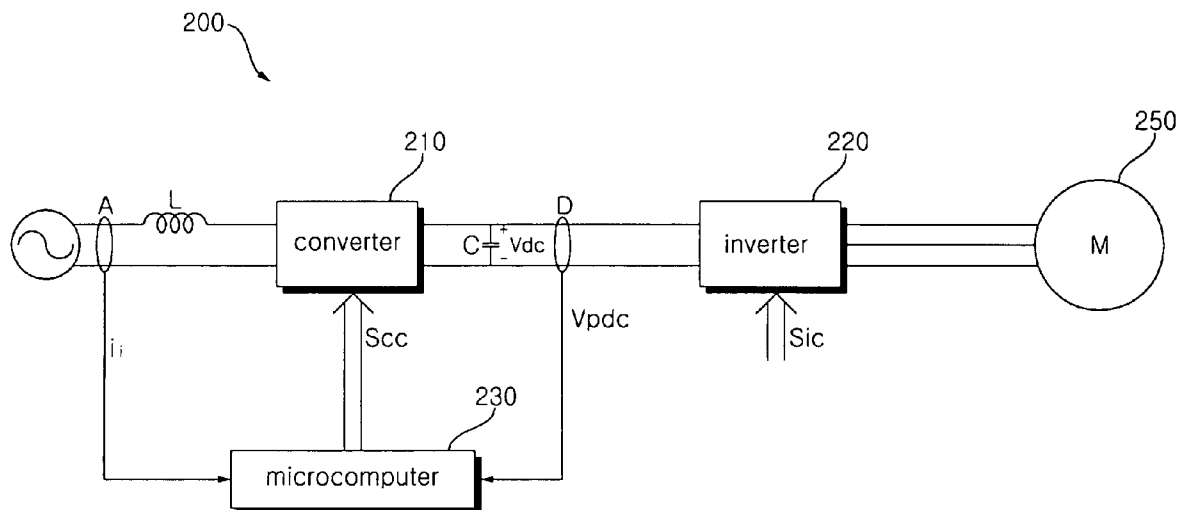 200
210
220
250
A
L
D
converter
C
+
Vdc
-
inverter
M
Vpdc
ii
Scc
Sic
230
microcomputer